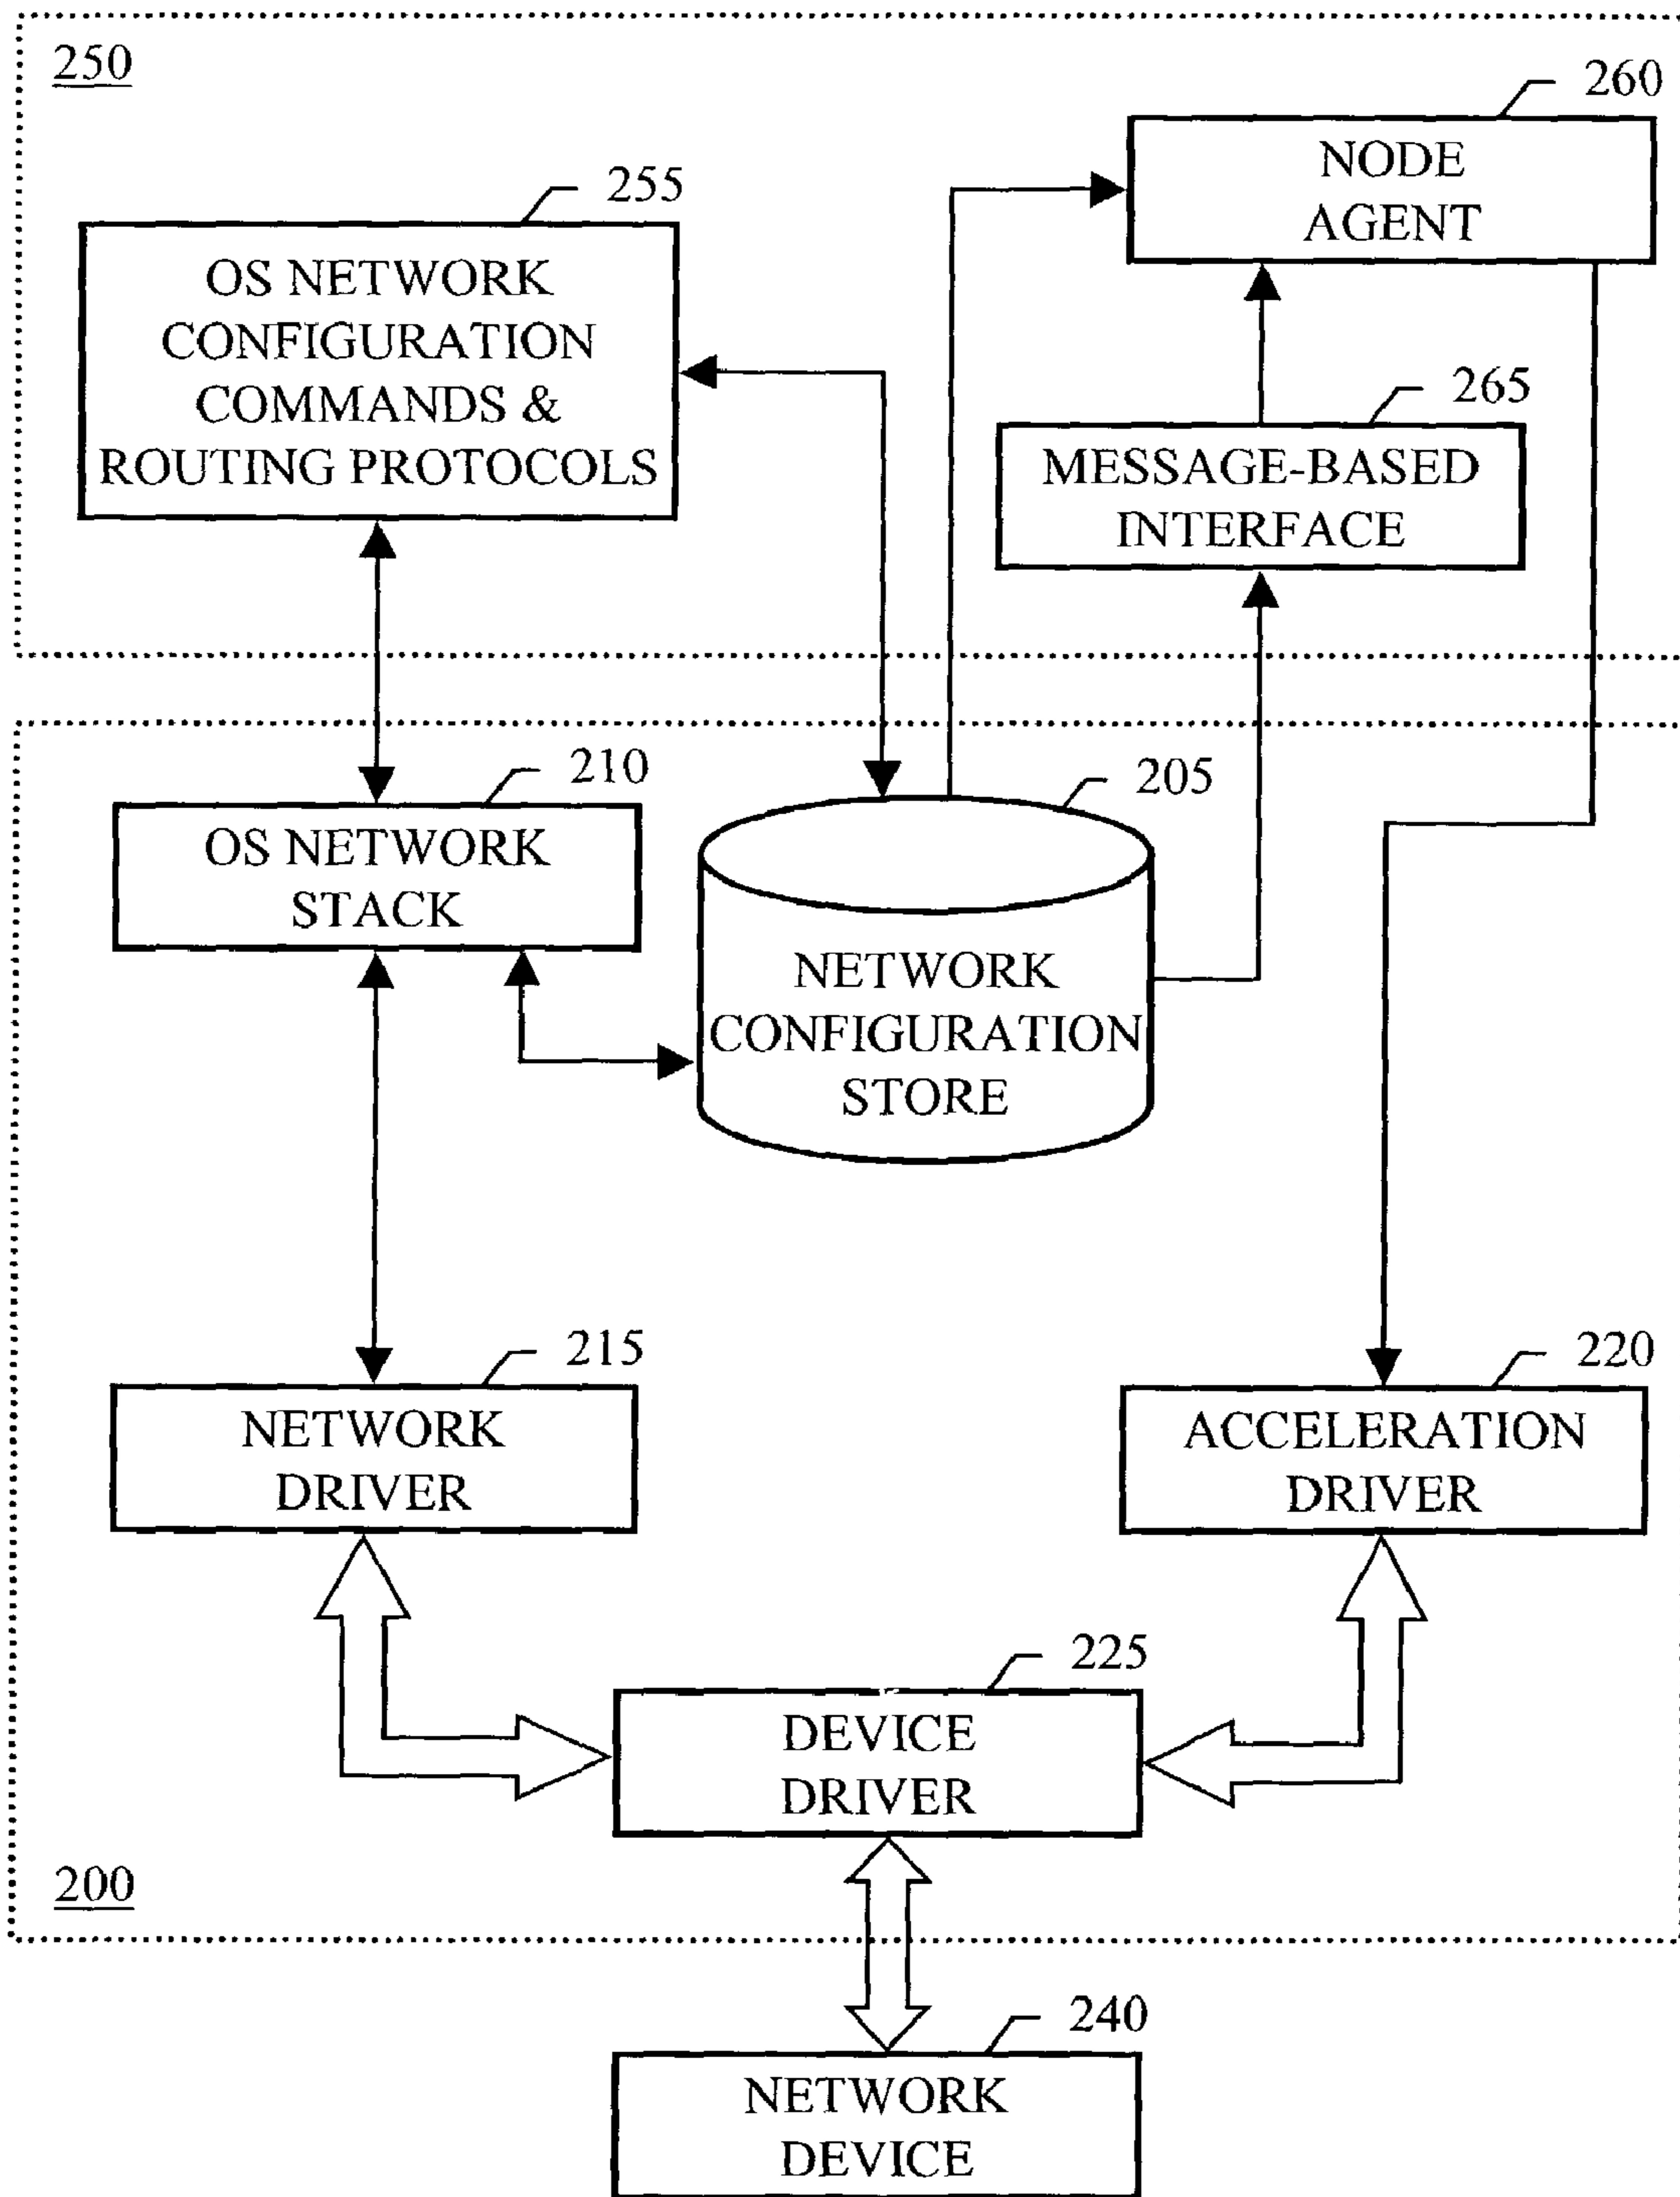 250
260
NODE
AGENT
255
OS NETWORK
CONFIGURATION
COMMANDS &
ROUTING PROTOCOLS
265
MESSAGE-BASED
INTERFACE
210
OS NETWORK
STACK
205
NETWORK
CONFIGURATION
STORE
215
NETWORK
DRIVER
220
ACCELERATION
DRIVER
225
DEVICE
DRIVER
200
240
NETWORK
DEVICE